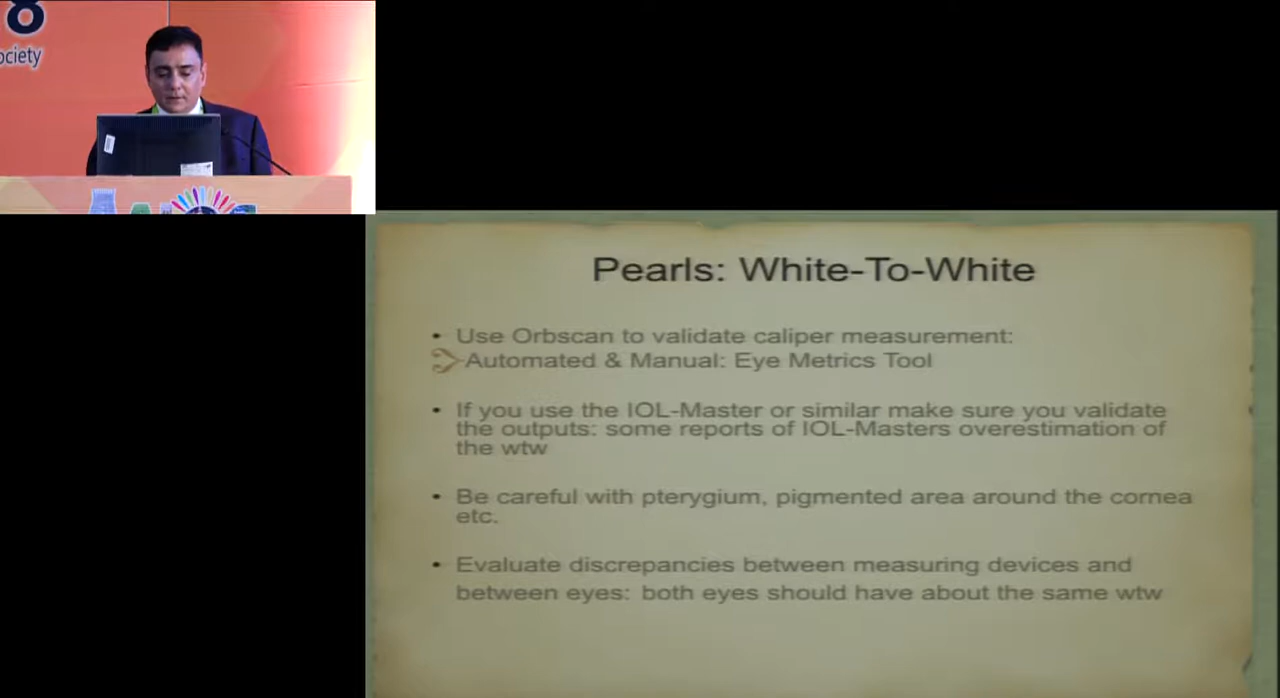 8
ociety
Pearls: White-To-White
• Use Orbscan to validate caliper measurement:
Automated & Manual: Eye Metrics Tool
• If you use the IOL-Master or similar make sure you validate
the outputs: some reports of IOL-Masters overestimation of
the wtw
• Be careful with pterygium, pigmented area around the cornea
etc.
• Evaluate discrepancies between measuring devices and
between eyes: both eyes should have about the same wtw